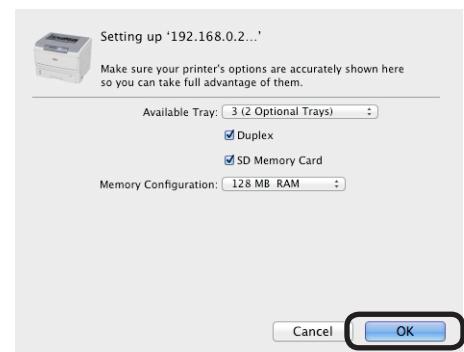 Setting up ‘192.168.0.2...’
Make sure your printer's options are accurately shown here
so you can take full advantage of them.
Available Tray: 3 (2 Optional Trays)
Duplex
SD Memory Card
Memory Configuration: 128 MB RAM
Cancel OK